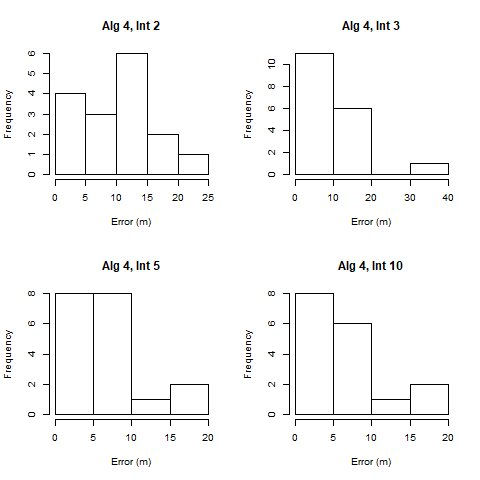 Alg 4, Int 2
Frequency
0 1 2 3 4 5 6
0 5 10 15 20 25
Error (m)
Alg 4, Int 3
Frequency
0 2 4 6 8 10
0 10 20 30 40
Error (m)
Alg 4, Int 5
Frequency
0 2 4 6 8
0 5 10 15 20
Error (m)
Alg 4, Int 10
Frequency
0 2 4 6 8
0 5 10 15 20
Error (m)